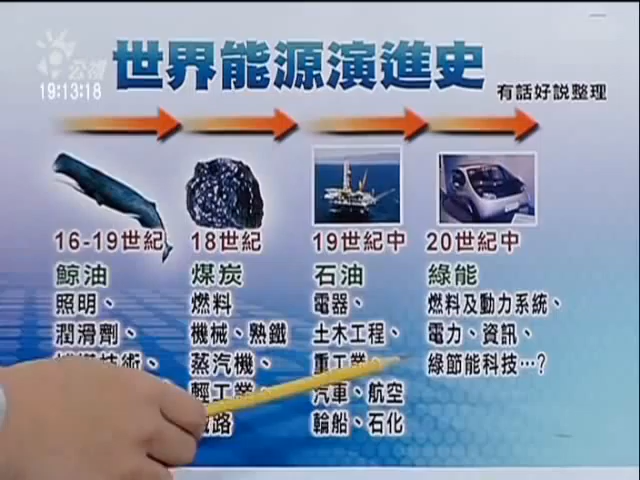 公視
19:13:18
世界能源演進史
有話好說整理
16-19世紀
鯨油
照明、
潤滑劑、
技術、
18世紀
煤炭
燃料
機械、熟鐵
蒸汽機、
輕工業、
路
19世紀中
石油
電器、
土木工程、
重工業、
汽車、航空
輪船、石化
20世紀中
綠能
燃料及動力系統、
電力、資訊、
綠節能科技…?